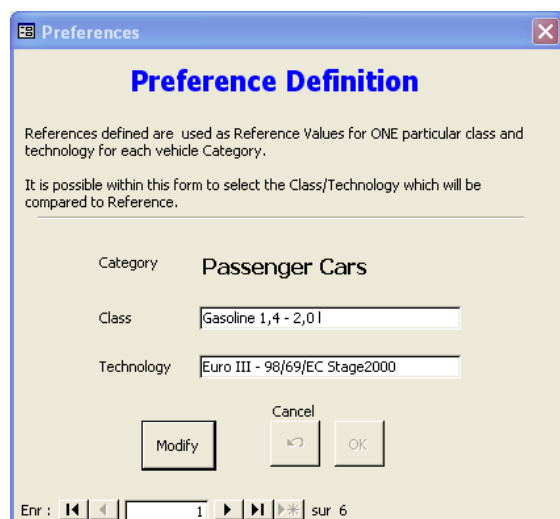 Preferences
Preference Definition
References defined are used as Reference Values for ONE particular class and
technology for each vehicle Category.
It is possible within this form to select the Class/Technology which will be
compared to Reference.
Category Passenger Cars
Class Gasoline 1,4 - 2,0 l
Technology Euro III - 98/69/EC Stage2000
Cancel
Modify OK
Enr : 1 sur 6